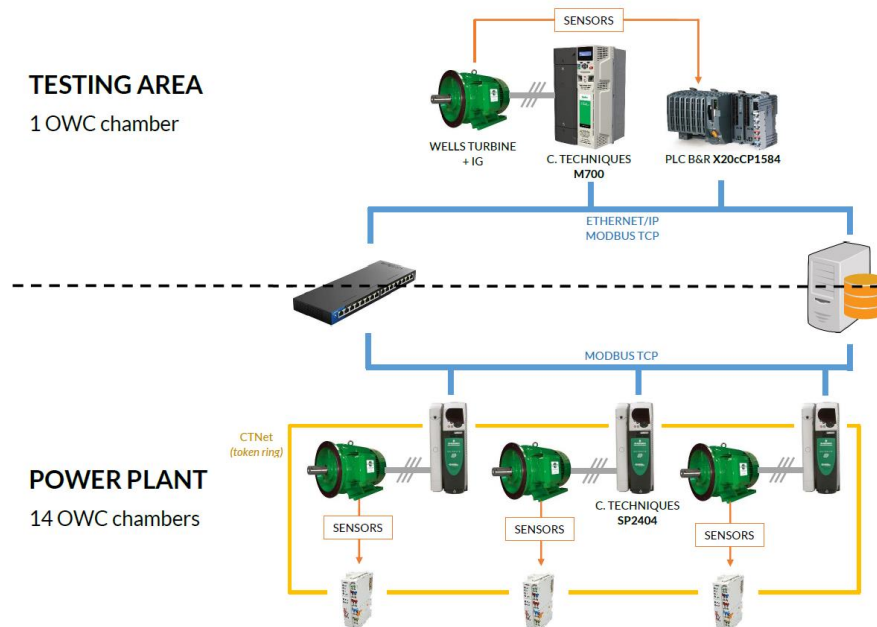 SENSORS
TESTING AREA
1 OWC chamber
WELLS TURBINE
+ IG
C. TECHNIQUES
M700
PLC B&R X20cCP1584
ETHERNET/IP
MODBUS TCP
MODBUS TCP
CTNet
(token ring)
POWER PLANT
14 OWC chambers
C. TECHNIQUES
SP2404
SENSORS
SENSORS
SENSORS